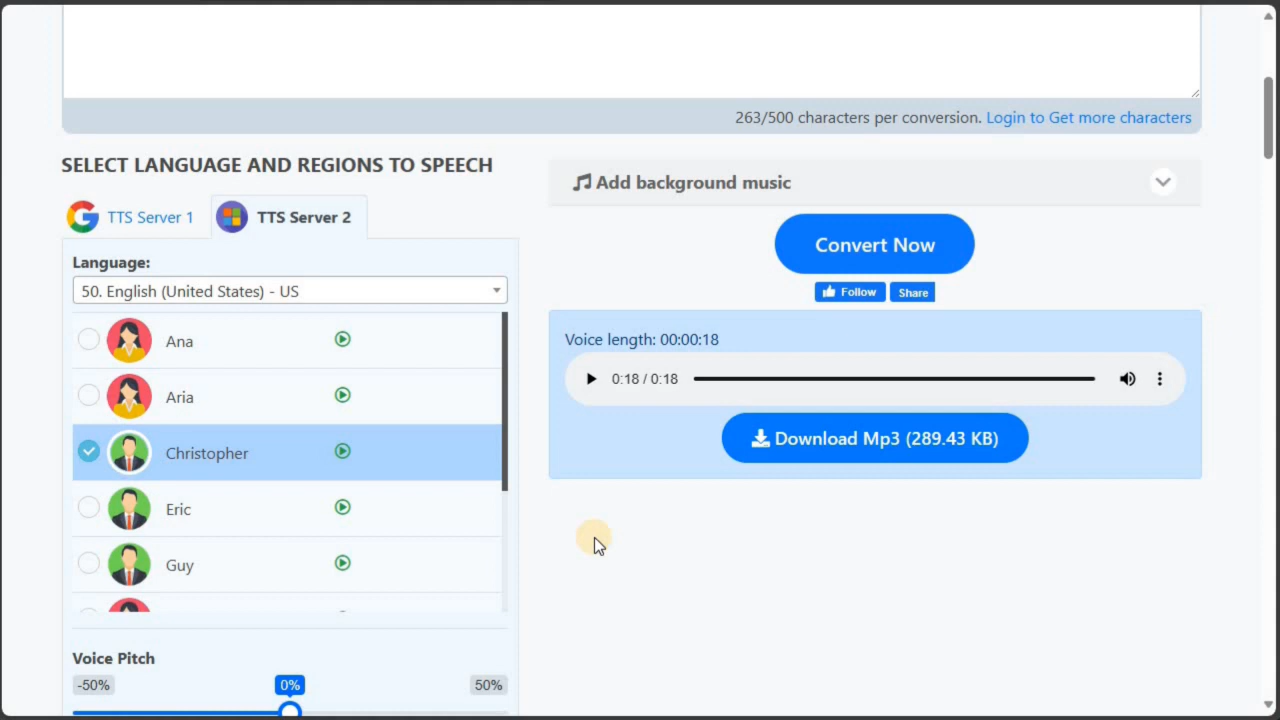 263/500 characters per conversion. Login to Get more characters
SELECT LANGUAGE AND REGIONS TO SPEECH
TTS Server 1
TTS Server 2
Language:
50. English (United States) - US
Ana
Aria
Christopher
Eric
Guy
Voice Pitch
-50%
0%
50%
Add background music
Convert Now
Follow
Share
Voice length: 00:00:18
0:18 / 0:18
Download Mp3 (289.43 KB)